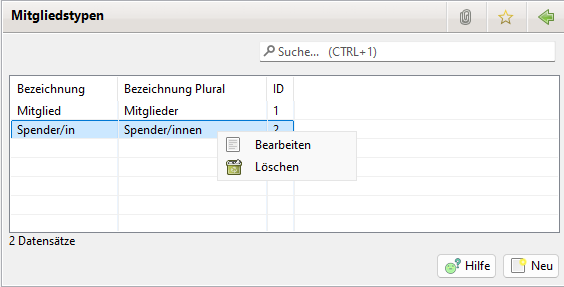 Mitgliedstypen
Suche... (CTRL+1)
Bezeichnung Bezeichnung Plural ID
Mitglied Mitglieder 1
Spender/in Spender/innen 2
Bearbeiten
Löschen
2 Datensätze
Hilfe Neu